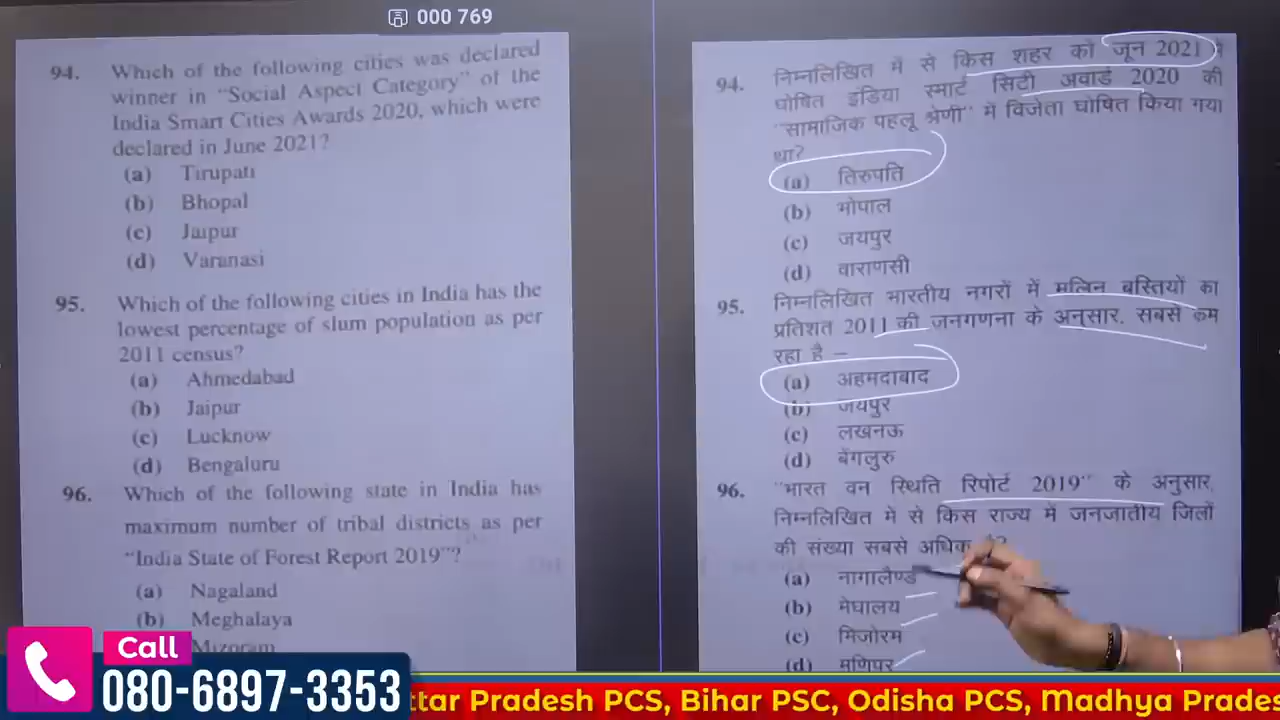 000 769
94. Which of the following cities was declared
winner in "Social Aspect Category" of the
India Smart Cities Awards 2020, which were
declared in June 2021?
(a) Tirupati
(b) Bhopal
(c) Jaipur
(d) Varanasi
95. Which of the following cities in India has the
lowest percentage of slum population as per
2011 census?
(a) Ahmedabad
(b) Jaipur
(c) Lucknow
(d) Bengaluru
96. Which of the following state in India has
maximum number of tribal districts as per
"India State of Forest Report 2019"?
(a) Nagaland
(b) Meghalaya
Mizoram
94. निम्नलिखित में से किस शहर को जून 2021 में
घोषित इंडिया स्मार्ट सिटी अवार्ड 2020 की
"सामाजिक पहलू श्रेणी" में विजेता घोषित किया गया
था?
(a) तिरुपति
(b) भोपाल
(c) जयपुर
(d) वाराणसी
95. निम्नलिखित भारतीय नगरों में मलिन बस्तियों का
प्रतिशत 2011 की जनगणना के अनुसार, सबसे कम
रहा है –
(a) अहमदाबाद
(b) जयपुर
(c) लखनऊ
(d) बेंगलुरु
96. "भारत वन स्थिति रिपोर्ट 2019" के अनुसार,
निम्नलिखित में से किस राज्य में जनजातीय जिलों
की संख्या सबसे अधिक
(a) नागालैण्ड
(b) मेघालय
(c) मिजोरम
(d) मणिपुर
Call
080-6897-3353
ttar Pradesh PCS, Bihar PSC, Odisha PCS, Madhya Prades